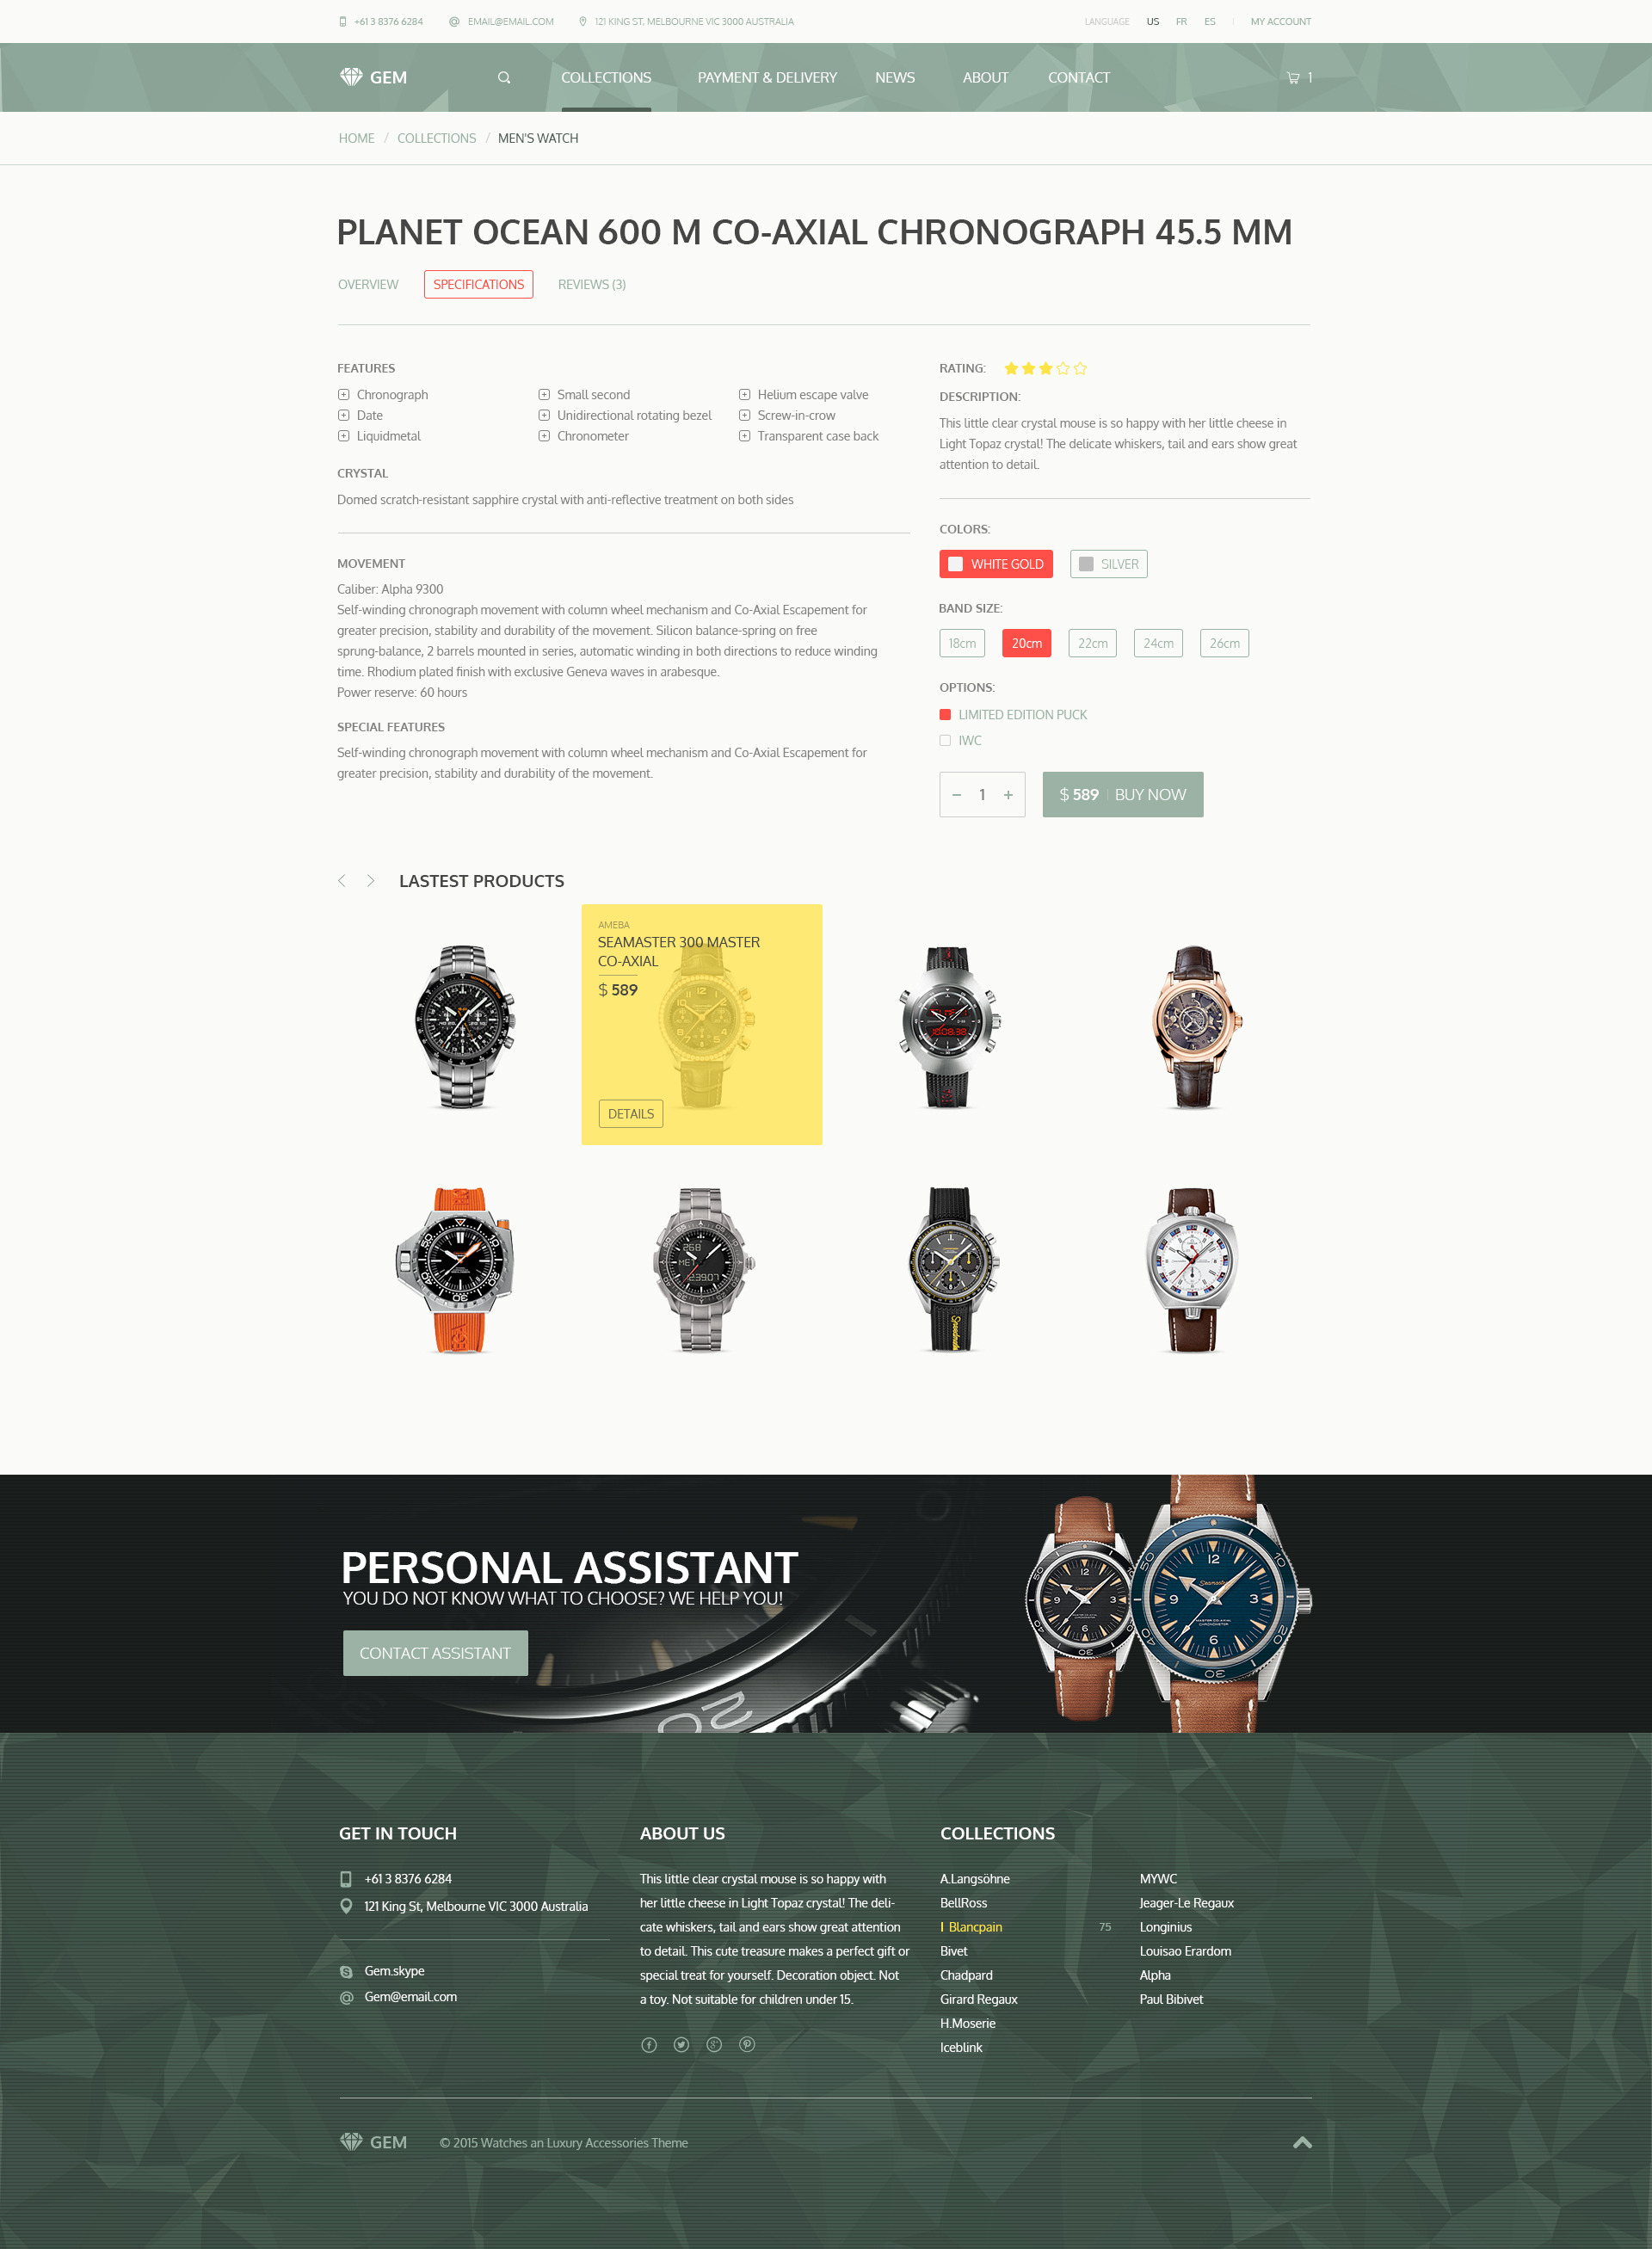 +61 3 8376 6284 EMAIL@EMAIL.COM 121 KING ST, MELBOURNE VIC 3000 AUSTRALIA LANGUAGE US FR ES | MY ACCOUNT
GEM COLLECTIONS PAYMENT & DELIVERY NEWS ABOUT CONTACT 1
HOME / COLLECTIONS / MEN'S WATCH
PLANET OCEAN 600 M CO-AXIAL CHRONOGRAPH 45.5 MM
OVERVIEW SPECIFICATIONS REVIEWS (3)
FEATURES
Chronograph Small second Helium escape valve
Date Unidirectional rotating bezel Screw-in-crow
Liquidmetal Chronometer Transparent case back
CRYSTAL
Domed scratch-resistant sapphire crystal with anti-reflective treatment on both sides
MOVEMENT
Caliber: Alpha 9300
Self-winding chronograph movement with column wheel mechanism and Co-Axial Escapement for
greater precision, stability and durability of the movement. Silicon balance-spring on free
sprung-balance, 2 barrels mounted in series, automatic winding in both directions to reduce winding
time. Rhodium plated finish with exclusive Geneva waves in arabesque.
Power reserve: 60 hours
SPECIAL FEATURES
Self-winding chronograph movement with column wheel mechanism and Co-Axial Escapement for
greater precision, stability and durability of the movement.
RATING:
DESCRIPTION:
This little clear crystal mouse is so happy with her little cheese in
Light Topaz crystal! The delicate whiskers, tail and ears show great
attention to detail.
COLORS:
WHITE GOLD SILVER
BAND SIZE:
18cm 20cm 22cm 24cm 26cm
OPTIONS:
LIMITED EDITION PUCK
IWC
− 1 + $ 589 | BUY NOW
LASTEST PRODUCTS
AMEBA
SEAMASTER 300 MASTER
CO-AXIAL
$ 589
DETAILS
PERSONAL ASSISTANT
YOU DO NOT KNOW WHAT TO CHOOSE? WE HELP YOU!
CONTACT ASSISTANT
GET IN TOUCH
+61 3 8376 6284
121 King St, Melbourne VIC 3000 Australia
Gem.skype
Gem@email.com
ABOUT US
This little clear crystal mouse is so happy with
her little cheese in Light Topaz crystal! The deli-
cate whiskers, tail and ears show great attention
to detail. This cute treasure makes a perfect gift or
special treat for yourself. Decoration object. Not
a toy. Not suitable for children under 15.
COLLECTIONS
A.Langsöhne
BellRoss
Blancpain 75
Bivet
Chadpard
Girard Regaux
H.Moserie
Iceblink
MYWC
Jeager-Le Regaux
Longinius
Louisao Erardom
Alpha
Paul Bibivet
GEM © 2015 Watches an Luxury Accessories Theme